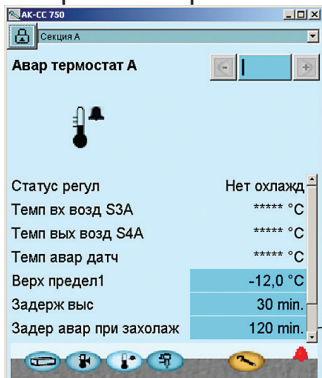 AK-CC 750
Секция А
Авар термостат А
Статус регул Нет охлажд
Темп вх возд S3A ***** °C
Темп вых возд S4A ***** °C
Темп авар датч ***** °C
Верх предел1 -12,0 °C
Задерж выс 30 min.
Задер авар при захолаж 120 min.